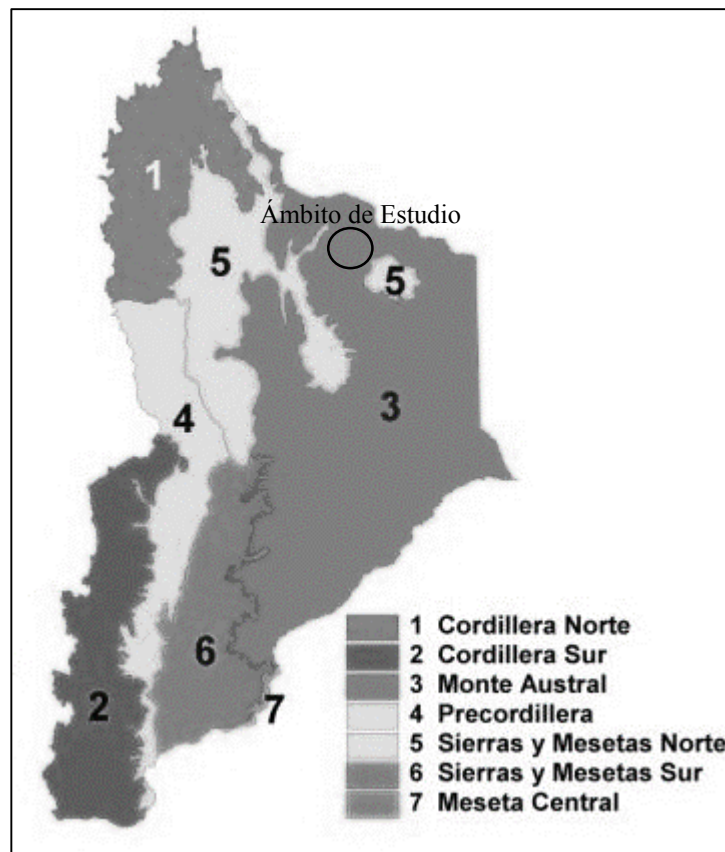 1
Ámbito de Estudio
5
5
3
4
6
2
7
1 Cordillera Norte
2 Cordillera Sur
3 Monte Austral
4 Precordillera
5 Sierras y Mesetas Norte
6 Sierras y Mesetas Sur
7 Meseta Central